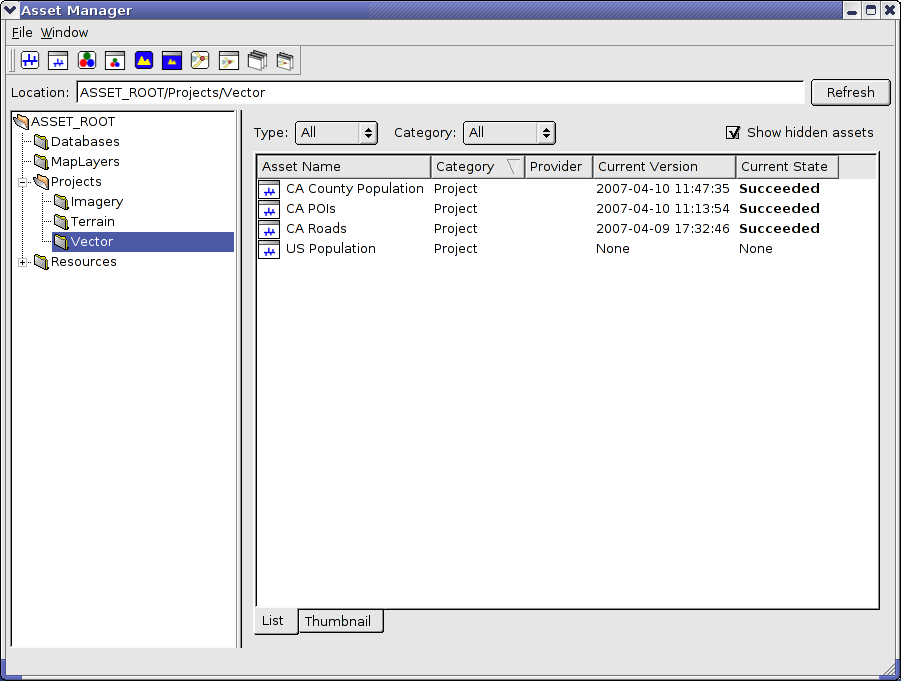 Asset Manager
File Window
Location: ASSET_ROOT/Projects/Vector Refresh
ASSET_ROOT
Databases
MapLayers
Projects
Imagery
Terrain
Vector
Resources
Type: All Category: All Show hidden assets
Asset Name Category Provider Current Version Current State
CA County Population Project 2007-04-10 11:47:35 Succeeded
CA POIs Project 2007-04-10 11:13:54 Succeeded
CA Roads Project 2007-04-09 17:32:46 Succeeded
US Population Project None None
List Thumbnail